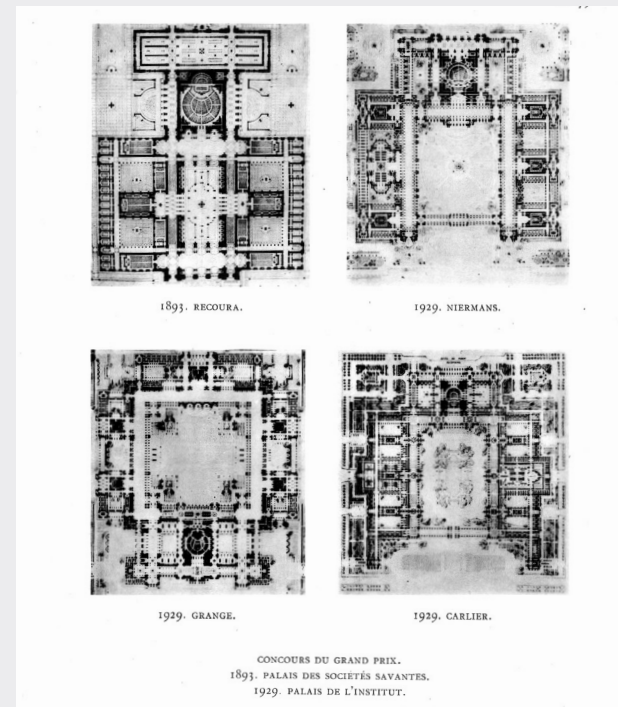 1893. RECOURA.
1929. NIERMANS.
1929. GRANGE.
1929. CARLIER.
CONCOURS DU GRAND PRIX.
1893. PALAIS DES SOCIÉTÉS SAVANTES.
1929. PALAIS DE L'INSTITUT.